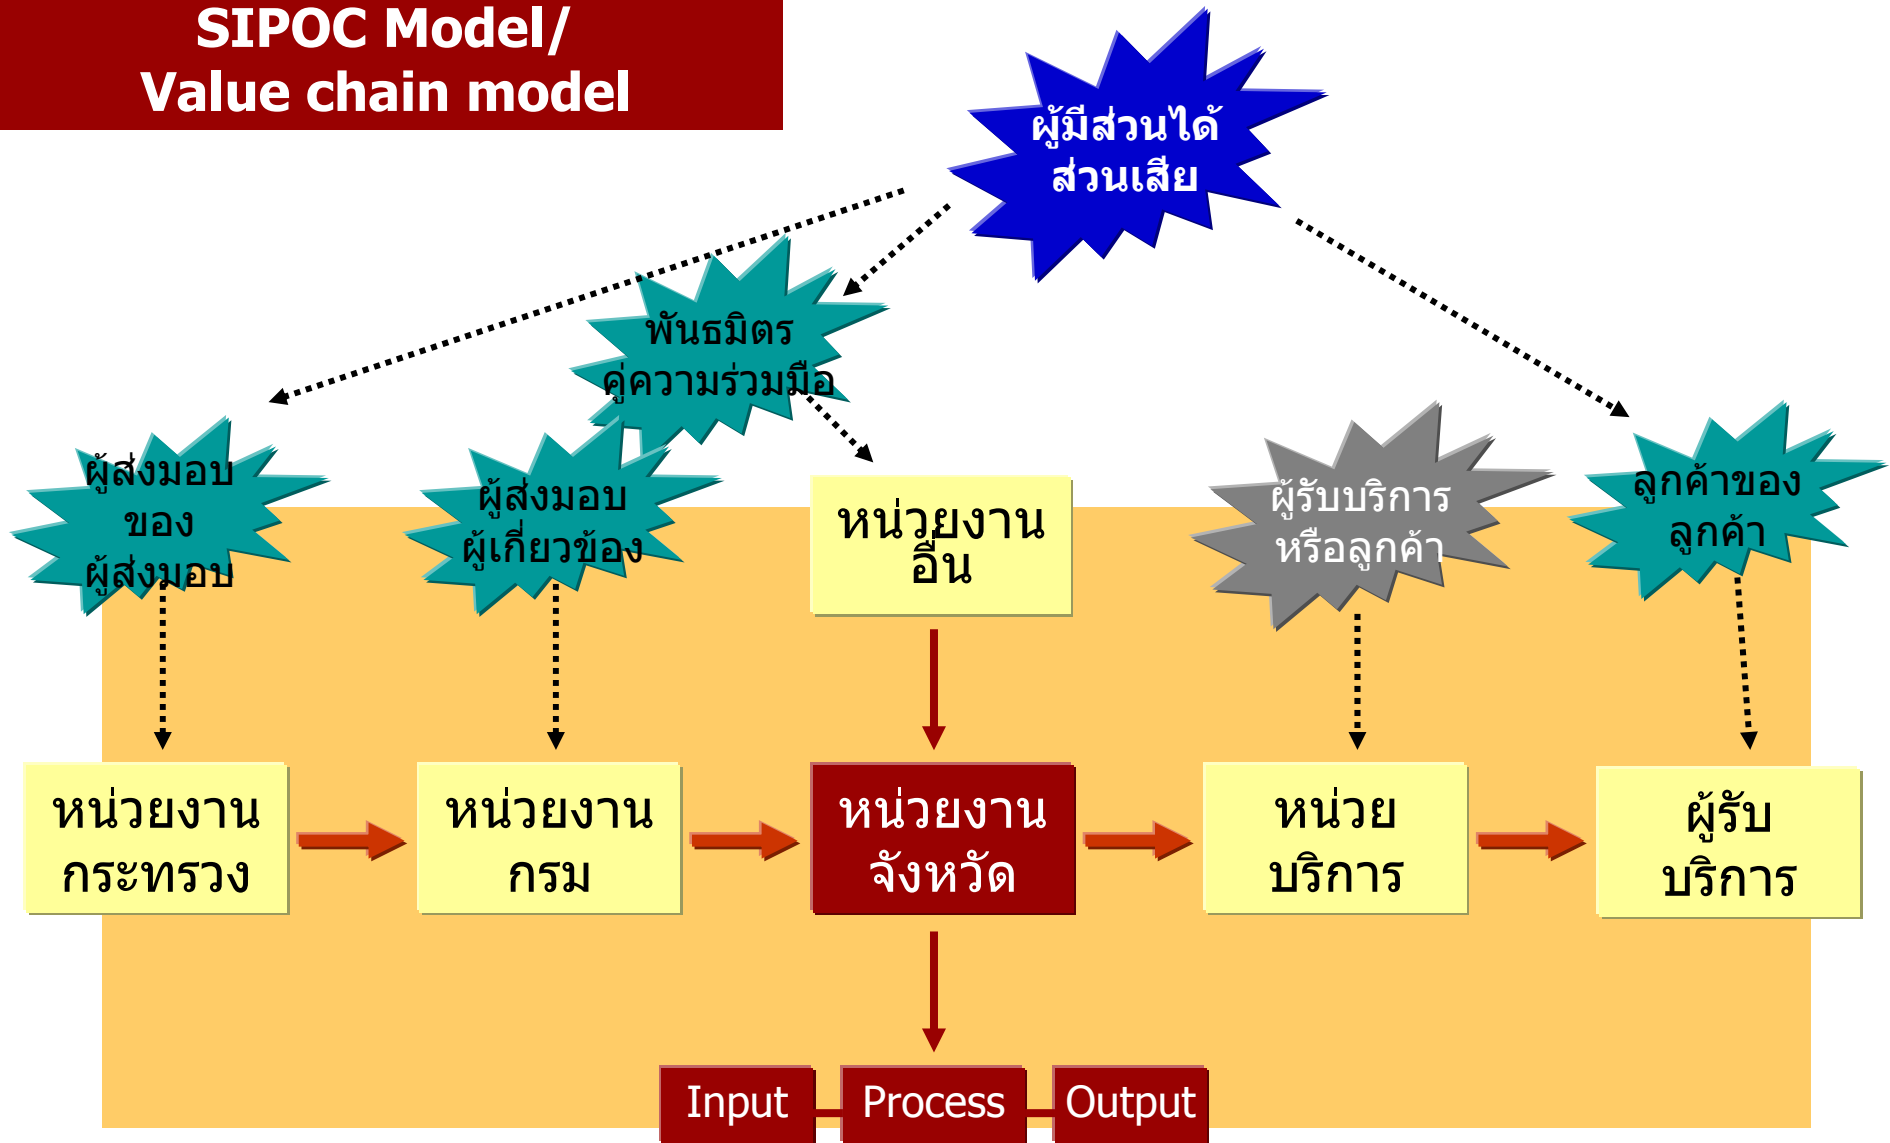 SIPOC Model/
Value chain model
ผู้มีส่วนได้
ส่วนเสีย
พันธมิตร
คู่ความร่วมมือ
ผู้ส่งมอบ
ของ
ผู้ส่งมอบ
ผู้ส่งมอบ
ผู้เกี่ยวข้อง
หน่วยงาน
อื่น
ผู้รับบริการ
หรือลูกค้า
ลูกค้าของ
ลูกค้า
หน่วยงาน
กระทรวง
หน่วยงาน
กรม
หน่วยงาน
จังหวัด
หน่วย
บริการ
ผู้รับ
บริการ
Input
Process
Output